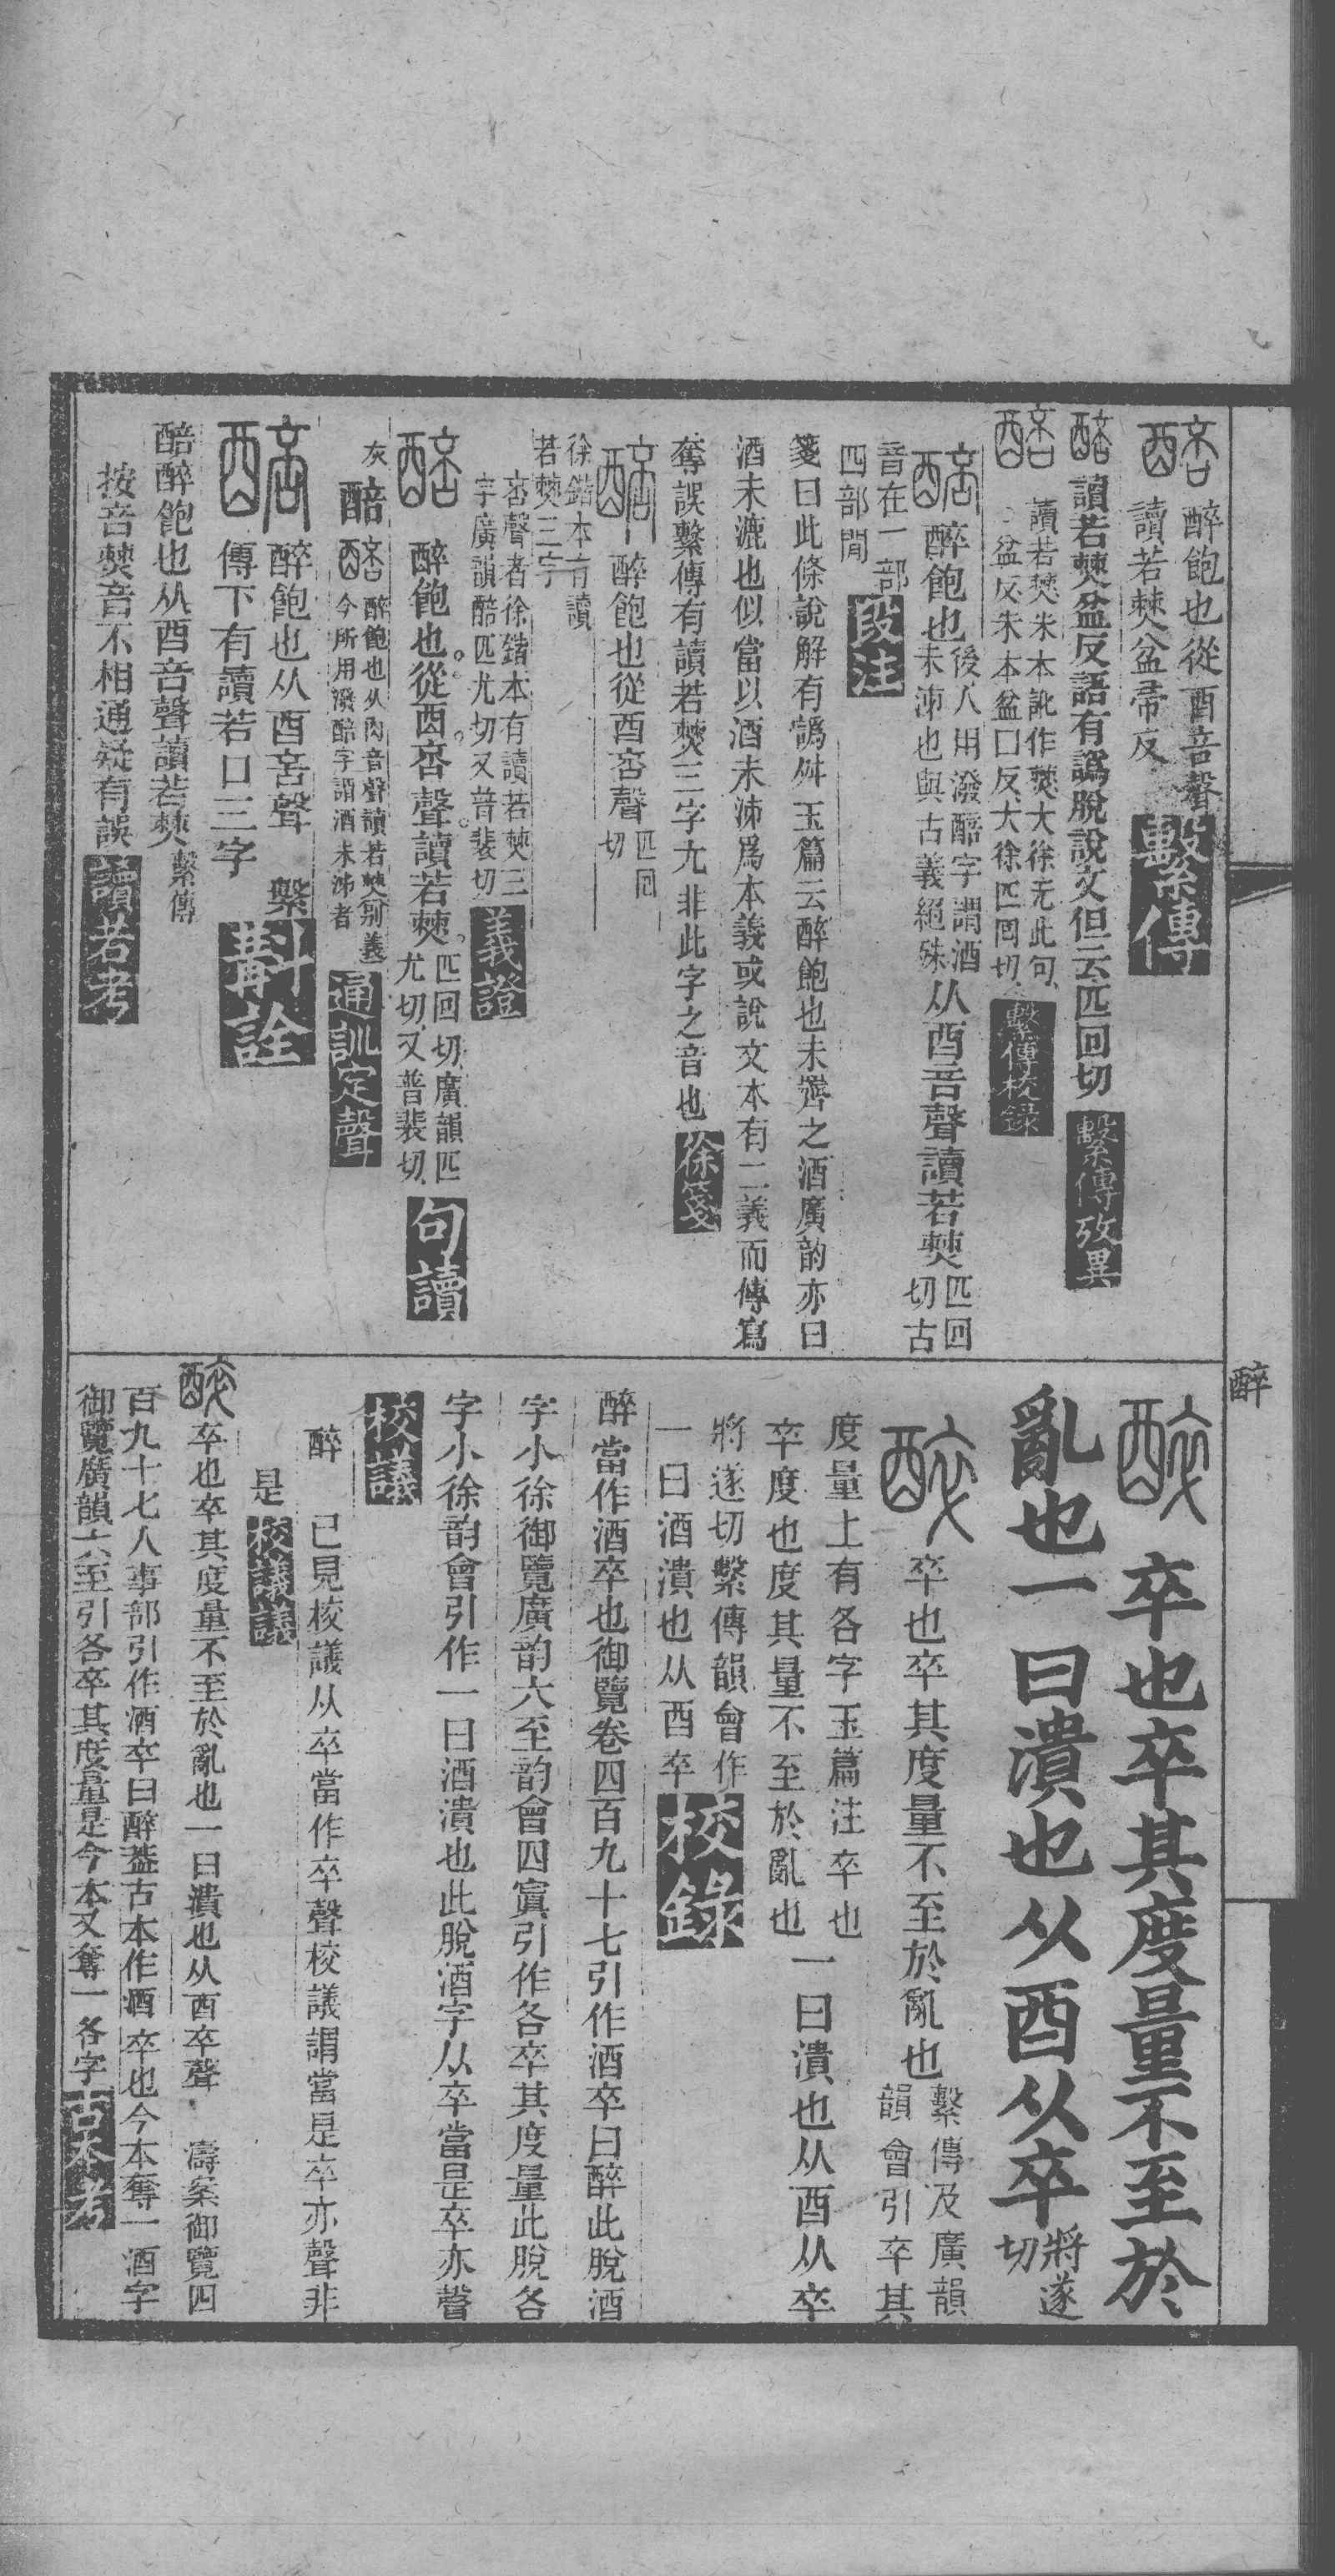 醉飽也從酉咅聲
讀若僰盆帚反
繫傳
讀若僰盆反語有譌脫說文但云匹回切
繫傳攷異
讀若僰朱本訛作僰大徐无此句
盆反朱本盆口反大徐匹回切
繫傳校錄
醉飽也後人用潑醅字謂酒
未沛也與古義絕殊从酉咅聲讀若僰匹回
切古
音在一部
四部閒
段注
箋曰此條說解有譌舛玉篇云醉飽也未霽之酒廣韵亦曰
酒未漉也似當以酒未沛爲本義或說文本有二義而傳寫
奪誤繫傳有讀若僰三字尤非此字之音也
徐箋
醉飽也從酉咅聲匹回
切
徐鍇本有讀
若僰三字
咅聲者徐鍇本有讀若僰三
字廣韻醅匹尤切又普裴切
義證
醉飽也從酉咅聲讀若僰匹回切廣韻匹
尤切又普裴切
句讀
灰
醅
醉飽也从酉咅聲讀若僰別義
今所用潑醅字謂酒未沛者
通訓定聲
醉飽也从酉咅聲 繫
傳下有讀若口三字
斠詮
醅醉飽也从酉咅聲讀若僰繫傳
按音僰音不相通疑有誤
讀若考
醉
卒也卒其度量不至於
亂也一曰潰也从酉从卒將遂
切
卒也卒其度量不至於亂也繫傳及廣韻
韻會引卒其
度量上有各字玉篇注卒也
卒度也度其量不至於亂也
一曰潰也从酉从卒
將遂切繫傳韻會作
一曰酒潰也从酉卒
校錄
醉當作酒卒也御覽卷四百九十七引作酒卒曰醉此脫酒
字小徐御覽廣韵六至韵會四寘引作各卒其度量此脫各
字小徐韵會引作一曰酒潰也此脫酒字从卒當是卒亦聲
校議
醉 已見校議从卒當作卒聲校議謂當是卒亦聲非
是
校議議
卒也卒其度量不至於亂也一曰潰也从酉卒聲 濤案御覽四
百九十七人事部引作酒卒曰醉蓋古本作酒卒也今本奪一酒字
御覽廣韻六至引各卒其度量是今本又奪一各字
古本考